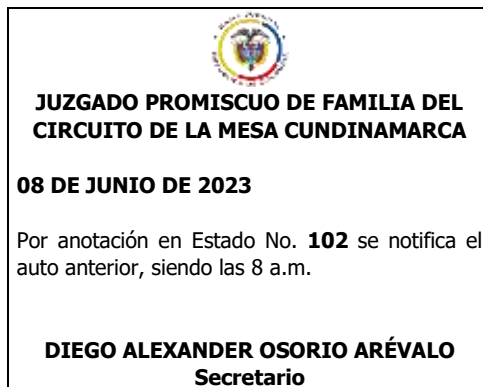 JUZGADO PROMISCUO DE FAMILIA DEL
CIRCUITO DE LA MESA CUNDINAMARCA
08 DE JUNIO DE 2023
Por anotación en Estado No. 102 se notifica el
auto anterior, siendo las 8 a.m.
DIEGO ALEXANDER OSORIO ARÉVALO
Secretario